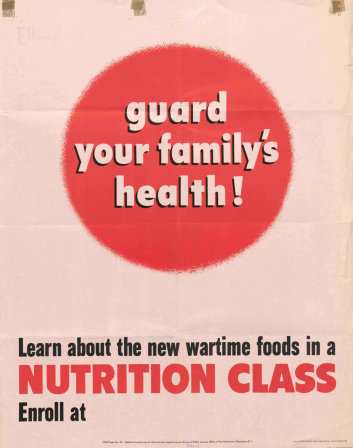 guard
your family's
health!
Learn about the new wartime foods in a
NUTRITION CLASS
Enroll at